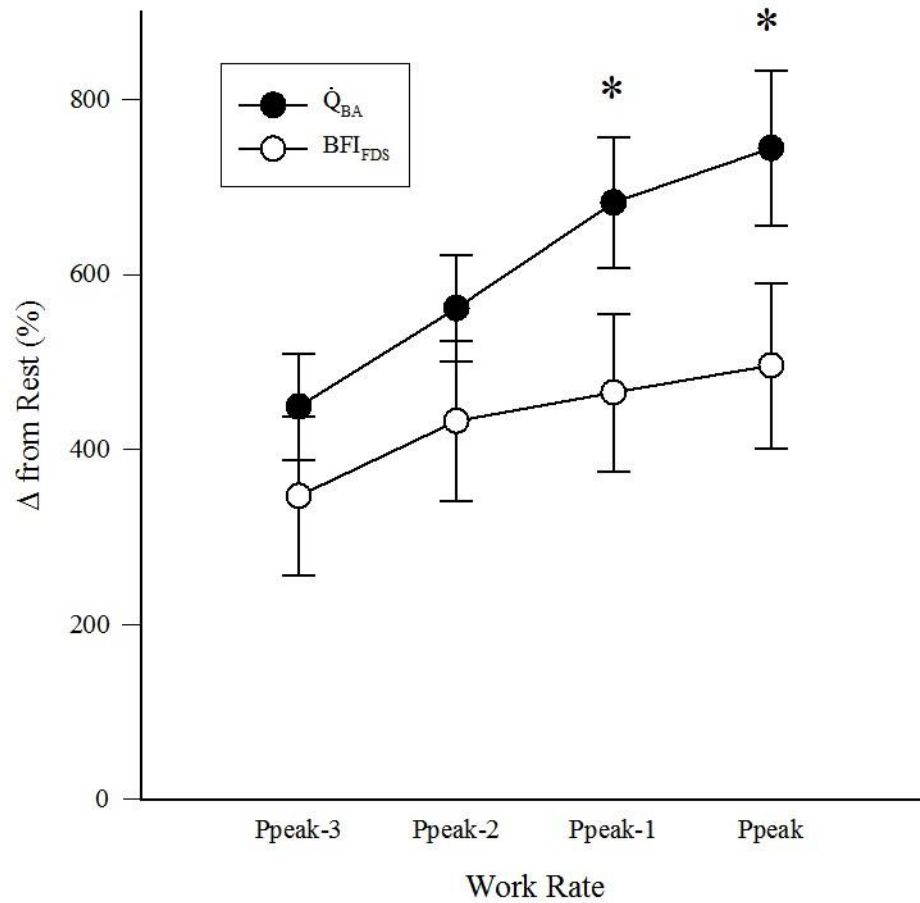 *
*
800
Q̇BA
BFIFDS
600
Δ from Rest (%)
400
200
0
Ppeak-3 Ppeak-2 Ppeak-1 Ppeak
Work Rate